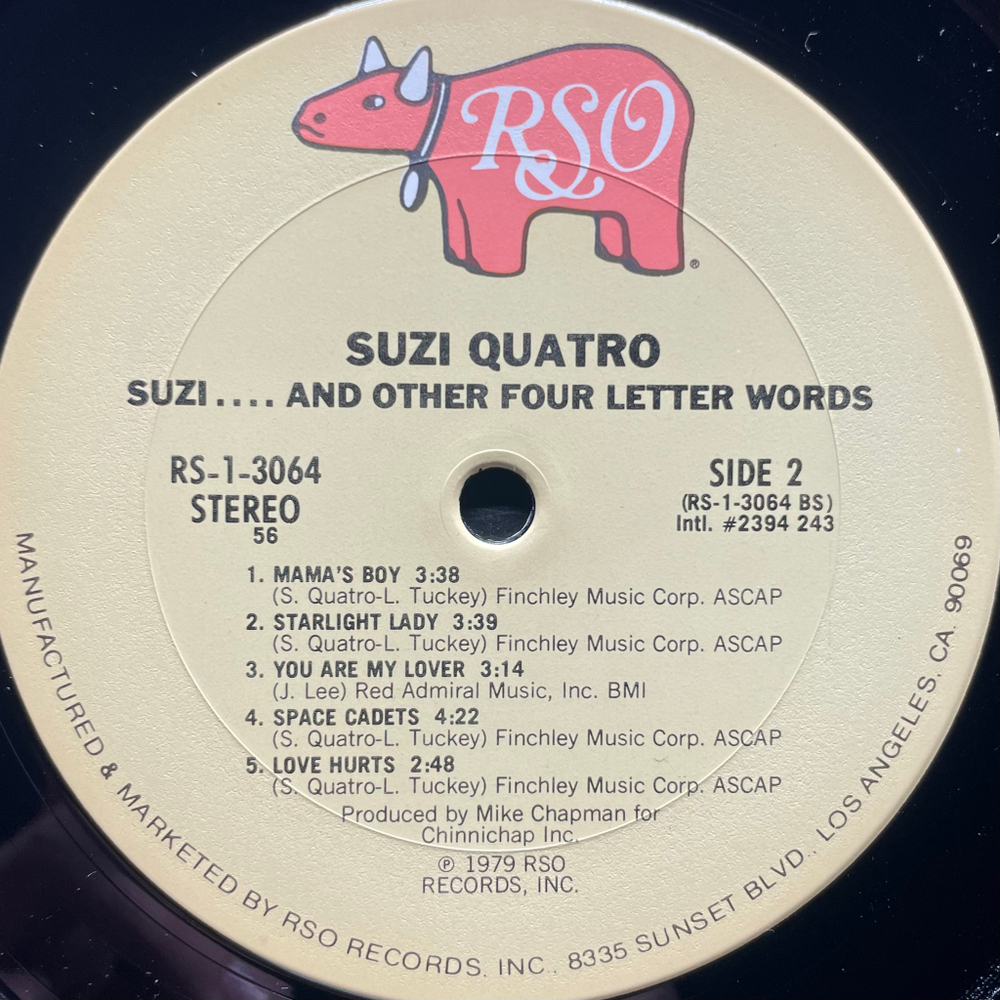 RSO
®
SUZI QUATRO
SUZI.... AND OTHER FOUR LETTER WORDS
RS-1-3064
STEREO
56
SIDE 2
(RS-1-3064 BS)
Intl. #2394 243
1. MAMA'S BOY 3:38
(S. Quatro-L. Tuckey) Finchley Music Corp. ASCAP
2. STARLIGHT LADY 3:39
(S. Quatro-L. Tuckey) Finchley Music Corp. ASCAP
3. YOU ARE MY LOVER 3:14
(J. Lee) Red Admiral Music, Inc. BMI
4. SPACE CADETS 4:22
(S. Quatro-L. Tuckey) Finchley Music Corp. ASCAP
5. LOVE HURTS 2:48
(S. Quatro-L. Tuckey) Finchley Music Corp. ASCAP
Produced by Mike Chapman for
Chinnichap Inc.
℗ 1979 RSO
RECORDS, INC.
MANUFACTURED & MARKETED BY RSO RECORDS, INC., 8335 SUNSET BLVD., LOS ANGELES, CA. 90069